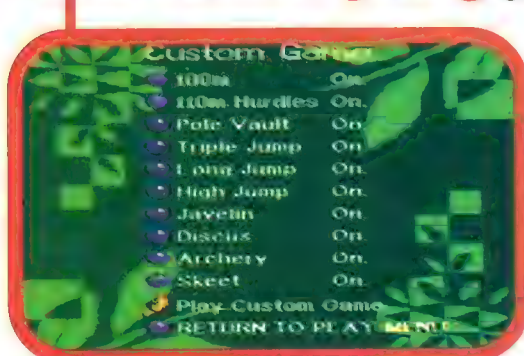 Custom Game
100m On.
110m Hurdles On.
Pole Vault On.
Triple Jump On.
Long Jump On.
High Jump On.
Javelin On.
Discus On.
Archery On.
Skeet On.
Play Custom Game
RETURN TO PLAY MENU